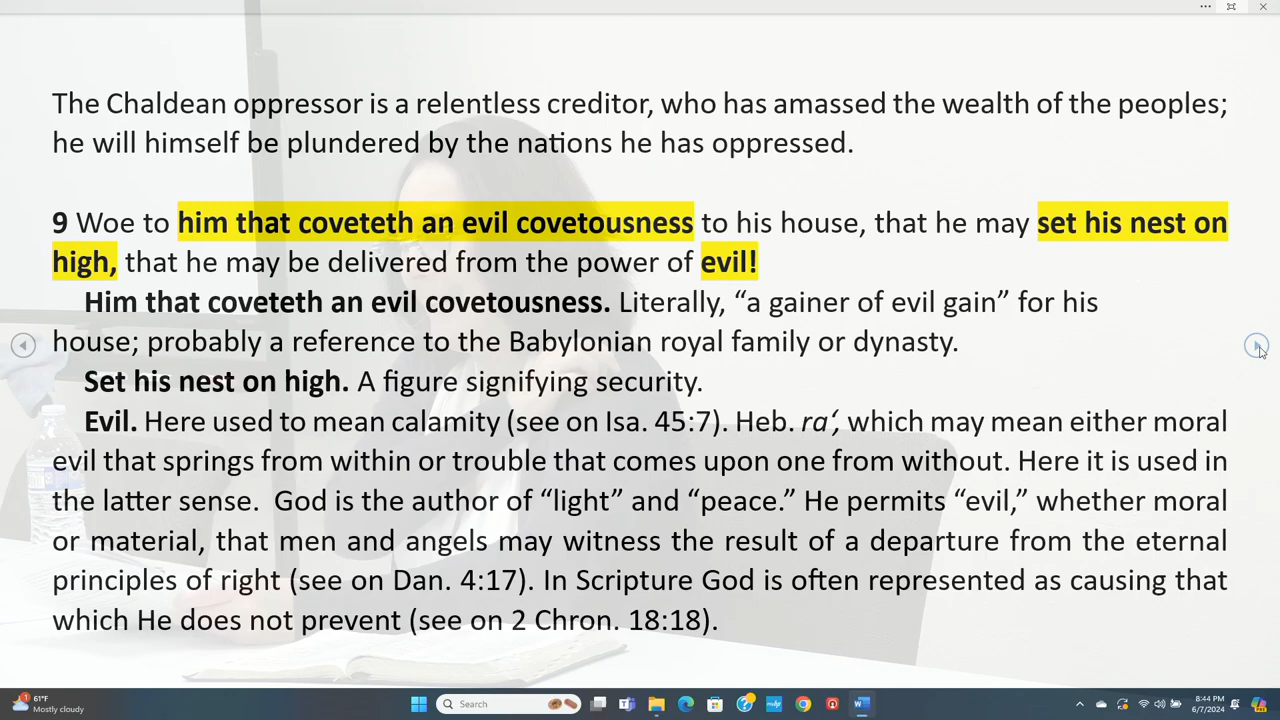 The Chaldean oppressor is a relentless creditor, who has amassed the wealth of the peoples;
he will himself be plundered by the nations he has oppressed.
9 Woe to him that coveteth an evil covetousness to his house, that he may set his nest on
high, that he may be delivered from the power of evil!
Him that coveteth an evil covetousness. Literally, “a gainer of evil gain” for his
house; probably a reference to the Babylonian royal family or dynasty.
Set his nest on high. A figure signifying security.
Evil. Here used to mean calamity (see on Isa. 45:7). Heb. ra‘, which may mean either moral
evil that springs from within or trouble that comes upon one from without. Here it is used in
the latter sense. God is the author of “light” and “peace.” He permits “evil,” whether moral
or material, that men and angels may witness the result of a departure from the eternal
principles of right (see on Dan. 4:17). In Scripture God is often represented as causing that
which He does not prevent (see on 2 Chron. 18:18).
1
61°F
Mostly cloudy
Search
8:44 PM
6/7/2024